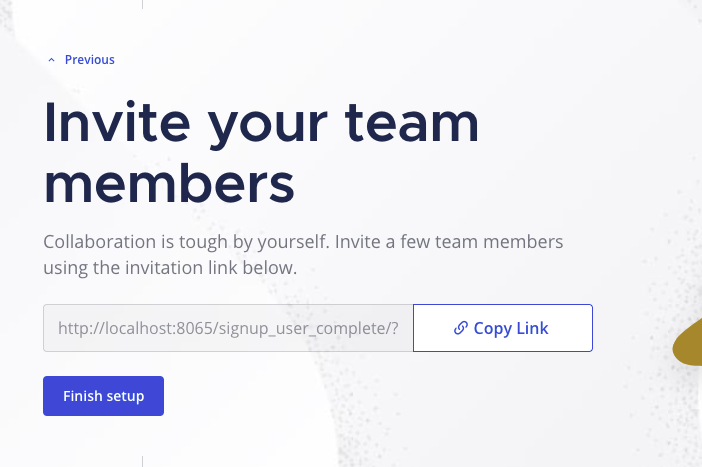 Previous
Invite your team
members
Collaboration is tough by yourself. Invite a few team members
using the invitation link below.
http://localhost:8065/signup_user_complete/?
Copy Link
Finish setup